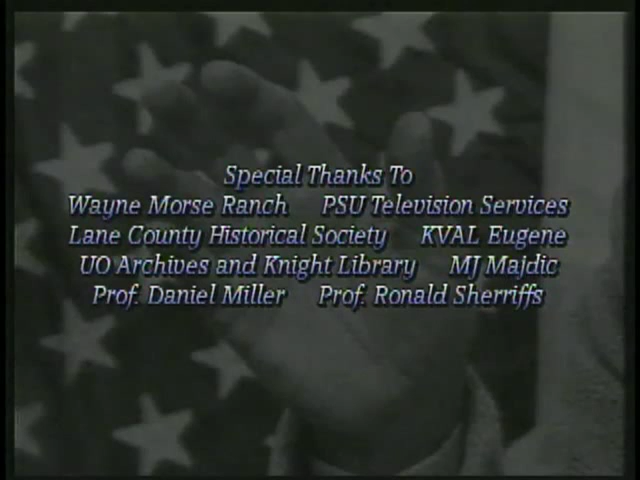 Special Thanks To
Wayne Morse Ranch PSU Television Services
Lane County Historical Society KVAL Eugene
UO Archives and Knight Library MJ Majdic
Prof. Daniel Miller Prof. Ronald Sherriffs